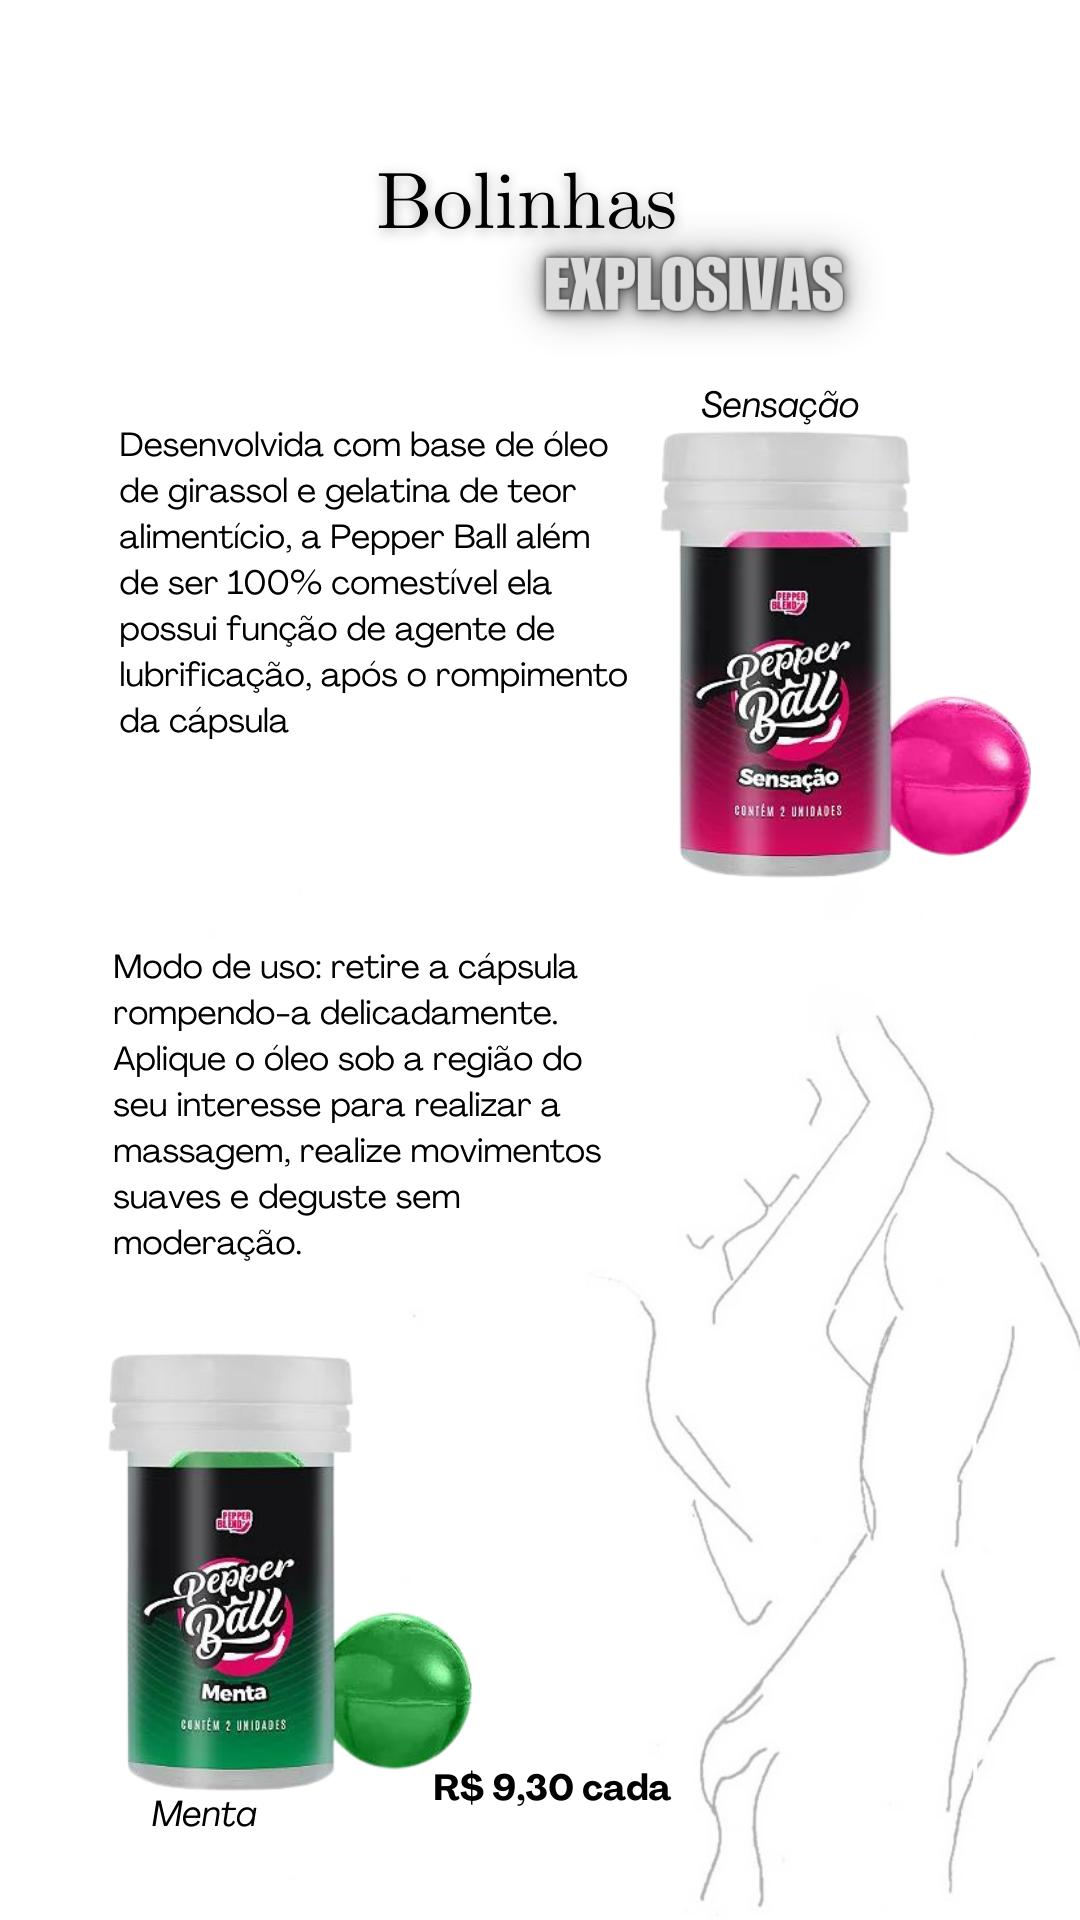 Bolinhas
EXPLOSIVAS
Sensação
Desenvolvida com base de óleo
de girassol e gelatina de teor
alimentício, a Pepper Ball além
de ser 100% comestível ela
possui função de agente de
lubrificação, após o rompimento
da cápsula
PEPPER
BLEND
Pepper
Ball
Sensação
CONTÉM 2 UNIDADES
Modo de uso: retire a cápsula
rompendo-a delicadamente.
Aplique o óleo sob a região do
seu interesse para realizar a
massagem, realize movimentos
suaves e deguste sem
moderação.
PEPPER
BLEND
Pepper
Ball
Menta
CONTÉM 2 UNIDADES
R$ 9,30 cada
Menta